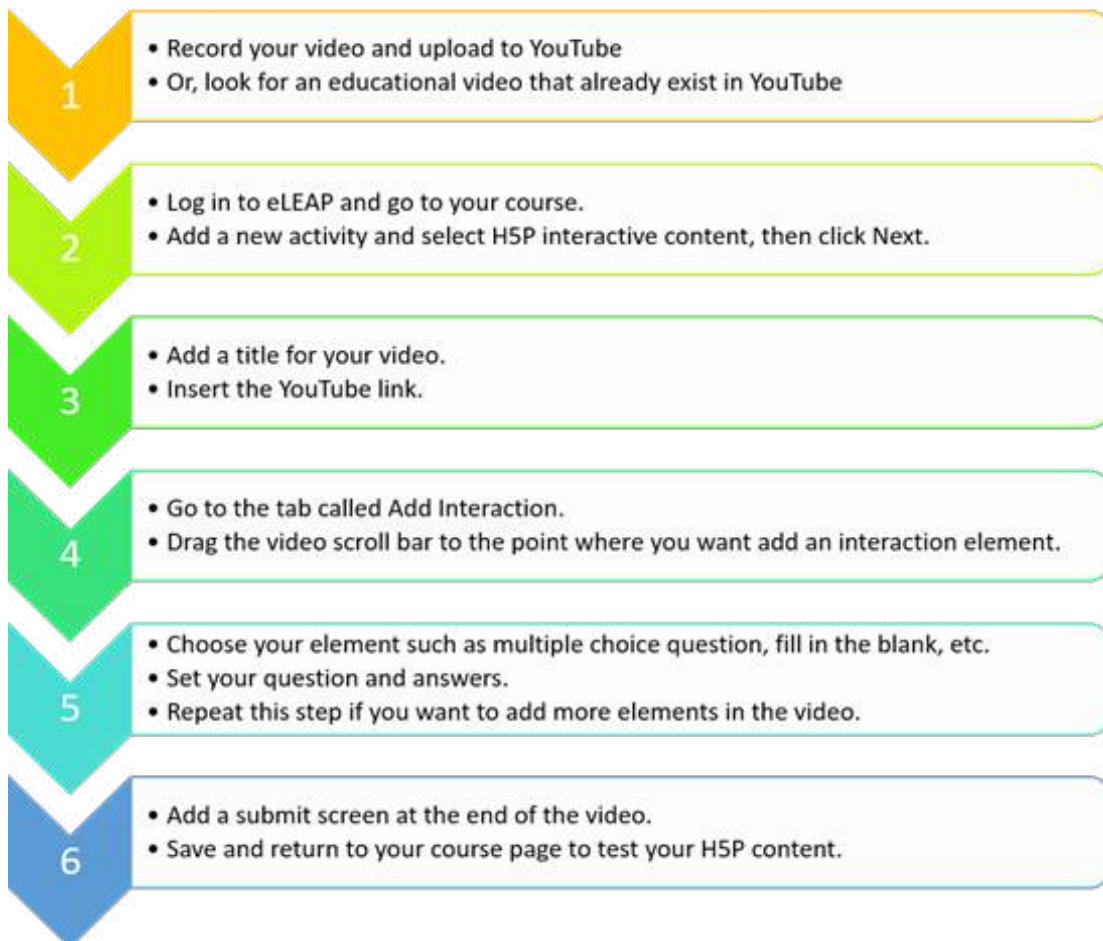 1
• Record your video and upload to YouTube
• Or, look for an educational video that already exist in YouTube
2
• Log in to eLEAP and go to your course.
• Add a new activity and select H5P interactive content, then click Next.
3
• Add a title for your video.
• Insert the YouTube link.
4
• Go to the tab called Add Interaction.
• Drag the video scroll bar to the point where you want add an interaction element.
5
• Choose your element such as multiple choice question, fill in the blank, etc.
• Set your question and answers.
• Repeat this step if you want to add more elements in the video.
6
• Add a submit screen at the end of the video.
• Save and return to your course page to test your H5P content.